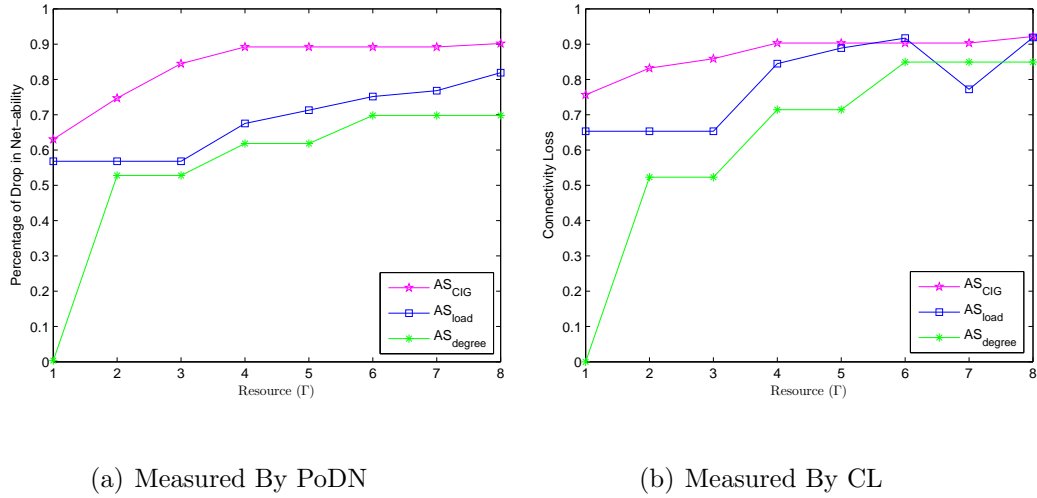 1
0.9
0.8
0.7
0.6
0.5
0.4
0.3
0.2
0.1
0
Percentage of Drop in Net−ability
1 2 3 4 5 6 7 8
Resource (Γ)
AS_CIG
AS_load
AS_degree
(a) Measured By PoDN
1
0.9
0.8
0.7
0.6
0.5
0.4
0.3
0.2
0.1
0
Connectivity Loss
1 2 3 4 5 6 7 8
Resource (Γ)
AS_CIG
AS_load
AS_degree
(b) Measured By CL